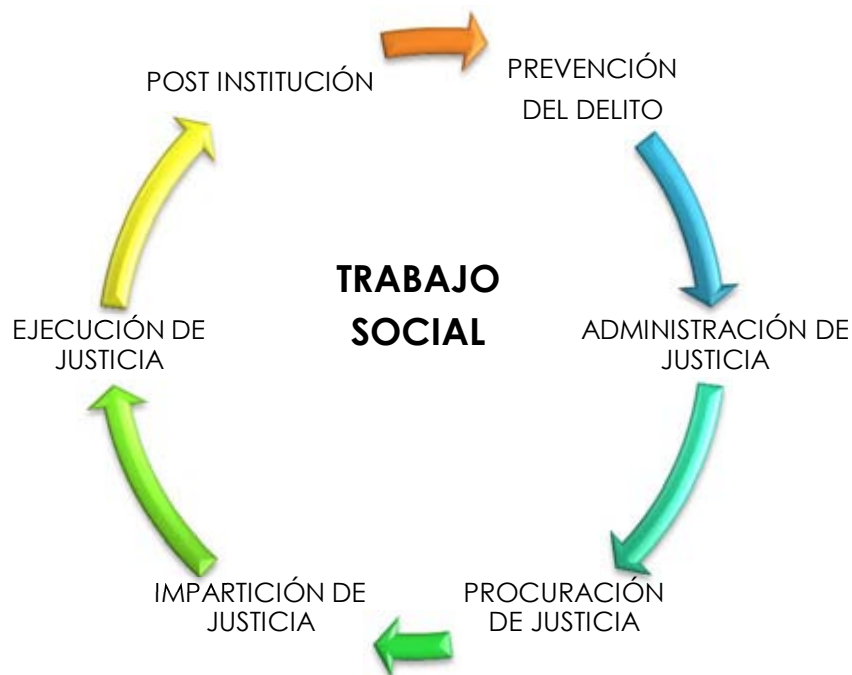 POST INSTITUCIÓN
PREVENCIÓN
DEL DELITO
TRABAJO
SOCIAL
EJECUCIÓN DE
JUSTICIA
ADMINISTRACIÓN DE
JUSTICIA
IMPARTICIÓN DE
JUSTICIA
PROCURACIÓN
DE JUSTICIA